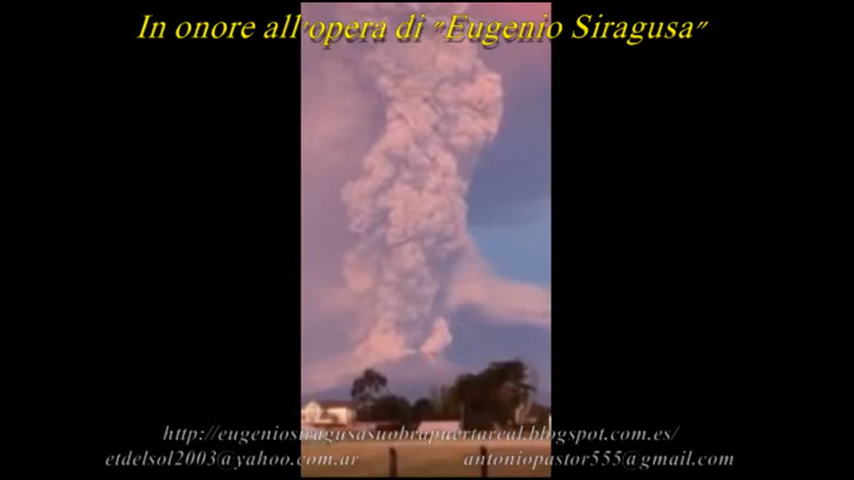 In onore all'opera di "Eugenio Siragusa"
http://eugeniosiragusasuobrapuertareal.blogspot.com.es/
etdelsol2003@yahoo.com.ar antoniopastor555@gmail.com